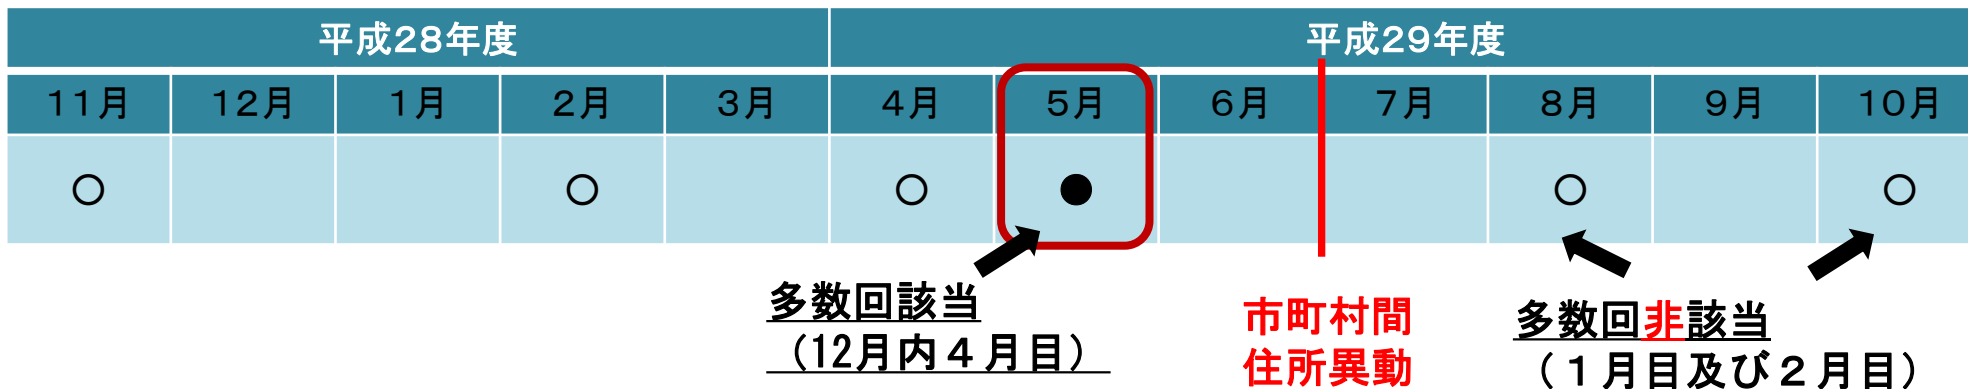 平成28年度 平成29年度
11月 12月 1月 2月 3月 4月 5月 6月 7月 8月 9月 10月
○ ○ ○ ● ○ ○
多数回該当
（12月内４月目）
市町村間
住所異動
多数回非該当
（１月目及び２月目）